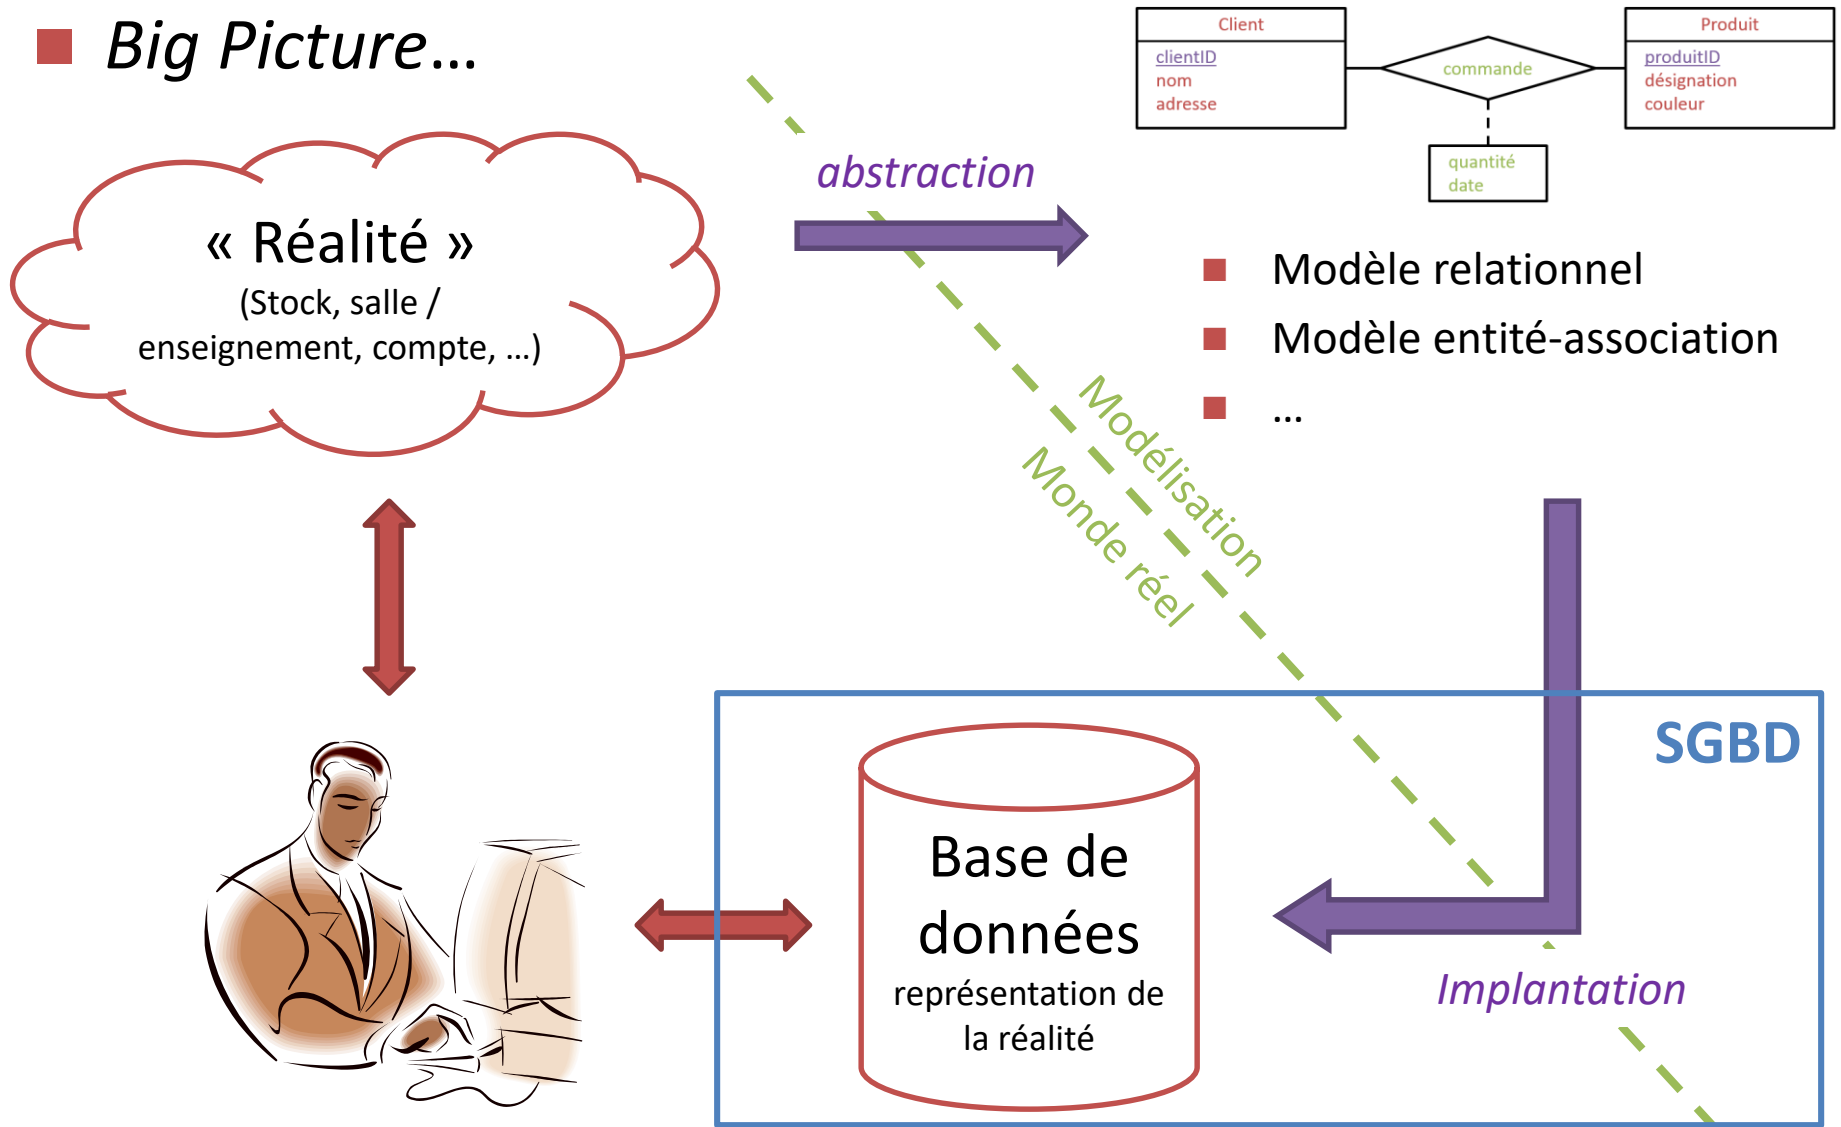 Big Picture…
Client
clientID
nom
adresse
commande
Produit
produitID
désignation
couleur
quantité
date
abstraction
« Réalité »
(Stock, salle /
enseignement, compte, …)
Modèle relationnel
Modèle entité-association
…
Modélisation
Monde réel
SGBD
Base de
données
représentation de
la réalité
Implantation